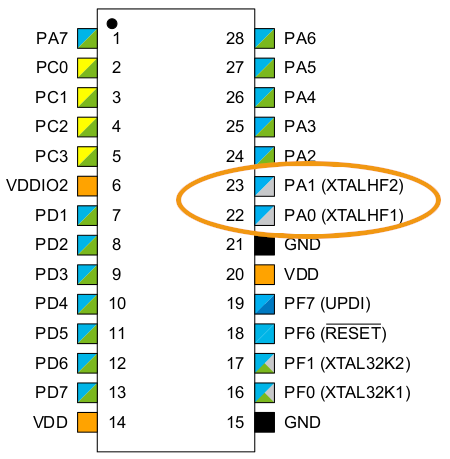 PA7 1 28 PA6
PC0 2 27 PA5
PC1 3 26 PA4
PC2 4 25 PA3
PC3 5 24 PA2
VDDIO2 6 23 PA1 (XTALHF2)
PD1 7 22 PA0 (XTALHF1)
PD2 8 21 GND
PD3 9 20 VDD
PD4 10 19 PF7 (UPDI)
PD5 11 18 PF6 (RESET)
PD6 12 17 PF1 (XTAL32K2)
PD7 13 16 PF0 (XTAL32K1)
VDD 14 15 GND